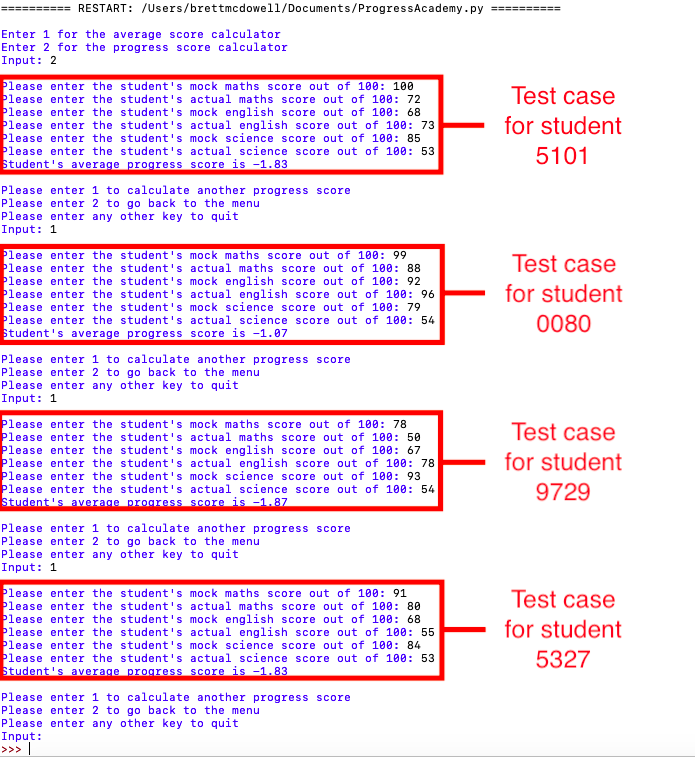 ========== RESTART: /Users/brettmcdowell/Documents/ProgressAcademy.py ==========
Enter 1 for the average score calculator
Enter 2 for the progress score calculator
Input: 2
Please enter the student's mock maths score out of 100: 100
Please enter the student's actual maths score out of 100: 72
Please enter the student's mock english score out of 100: 68
Please enter the student's actual english score out of 100: 73
Please enter the student's mock science score out of 100: 85
Please enter the student's actual science score out of 100: 53
Student's average progress score is -1.83
Test case
for student
5101
Please enter 1 to calculate another progress score
Please enter 2 to go back to the menu
Please enter any other key to quit
Input: 1
Please enter the student's mock maths score out of 100: 99
Please enter the student's actual maths score out of 100: 88
Please enter the student's mock english score out of 100: 92
Please enter the student's actual english score out of 100: 96
Please enter the student's mock science score out of 100: 79
Please enter the student's actual science score out of 100: 54
Student's average progress score is -1.07
Test case
for student
0080
Please enter 1 to calculate another progress score
Please enter 2 to go back to the menu
Please enter any other key to quit
Input: 1
Please enter the student's mock maths score out of 100: 78
Please enter the student's actual maths score out of 100: 50
Please enter the student's mock english score out of 100: 67
Please enter the student's actual english score out of 100: 78
Please enter the student's mock science score out of 100: 93
Please enter the student's actual science score out of 100: 54
Student's average progress score is -1.87
Test case
for student
9729
Please enter 1 to calculate another progress score
Please enter 2 to go back to the menu
Please enter any other key to quit
Input: 1
Please enter the student's mock maths score out of 100: 91
Please enter the student's actual maths score out of 100: 80
Please enter the student's mock english score out of 100: 68
Please enter the student's actual english score out of 100: 55
Please enter the student's mock science score out of 100: 84
Please enter the student's actual science score out of 100: 53
Student's average progress score is -1.83
Test case
for student
5327
Please enter 1 to calculate another progress score
Please enter 2 to go back to the menu
Please enter any other key to quit
Input:
>>>